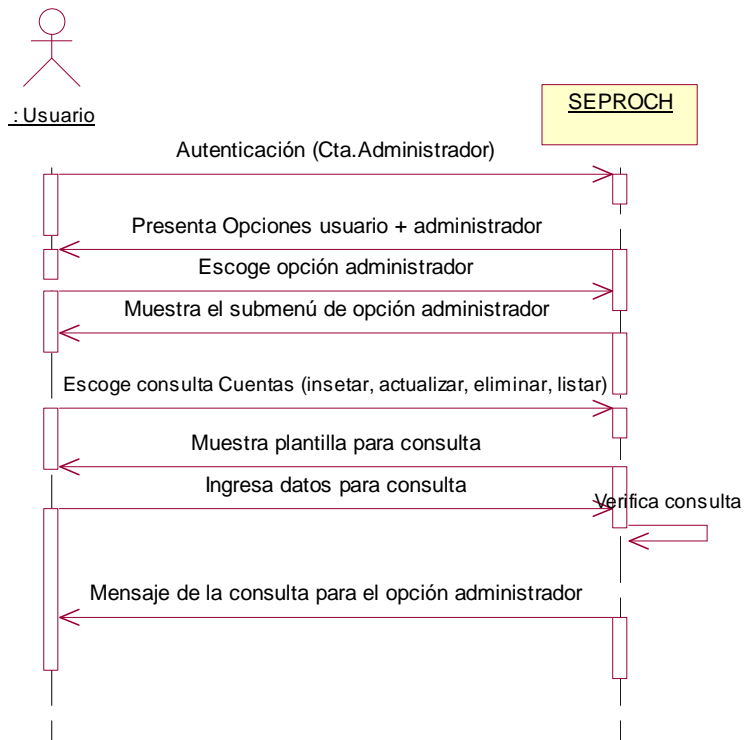 : Usuario
SEPROCH
Autenticación (Cta.Administrador)
Presenta Opciones usuario + administrador
Escoge opción administrador
Muestra el submenú de opción administrador
Escoge consulta Cuentas (insetar, actualizar, eliminar, listar)
Muestra plantilla para consulta
Ingresa datos para consulta
Verifica consulta
Mensaje de la consulta para el opción administrador